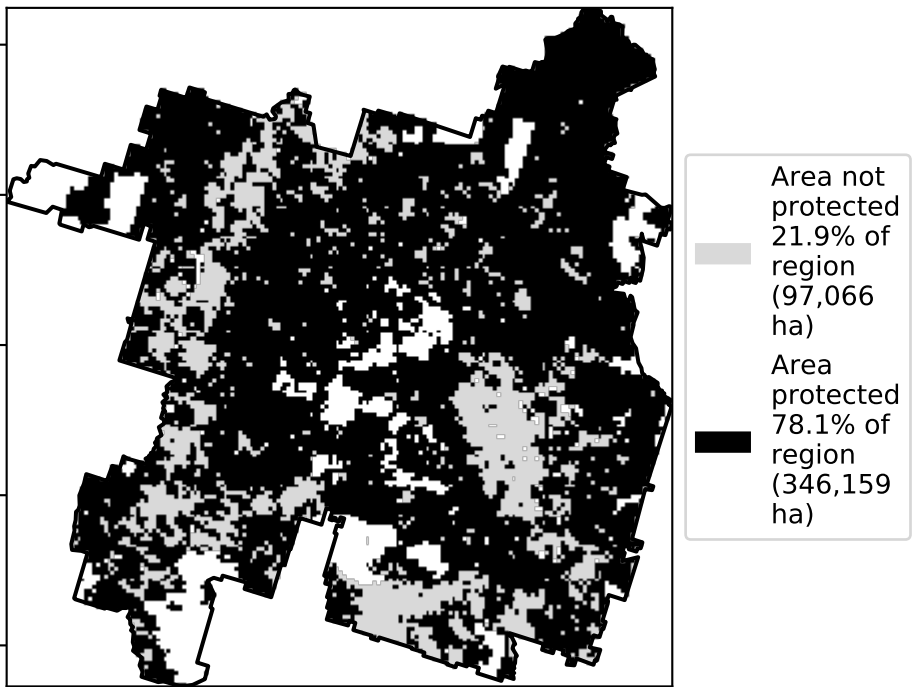 Area not
protected
21.9% of
region
(97,066
ha)
Area
protected
78.1% of
region
(346,159
ha)